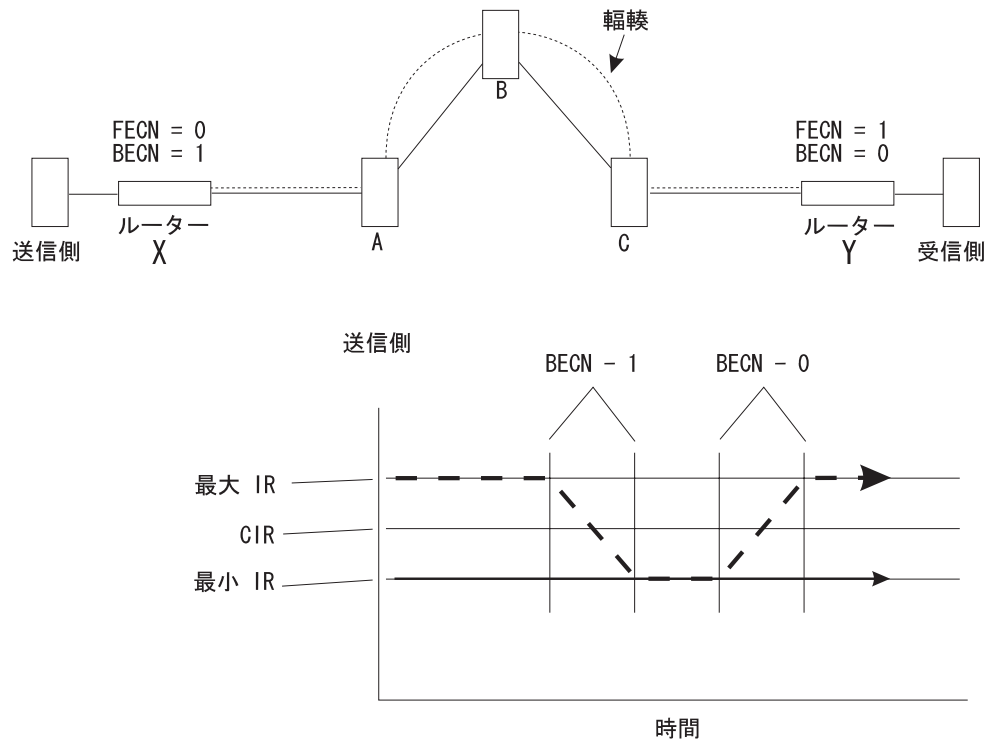 輻輳
B
FECN = 0
BECN = 1
FECN = 1
BECN = 0
送信側
ルーター
X
A
C
ルーター
Y
受信側
送信側
BECN - 1
BECN - 0
最大 IR
CIR
最小 IR
時間